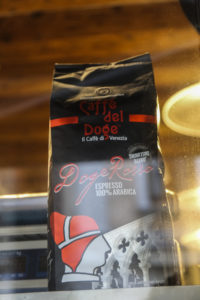 Caffè
del
Doge
Il Caffè di Venezia
Doge Rosso
ESPRESSO
100% ARABICA